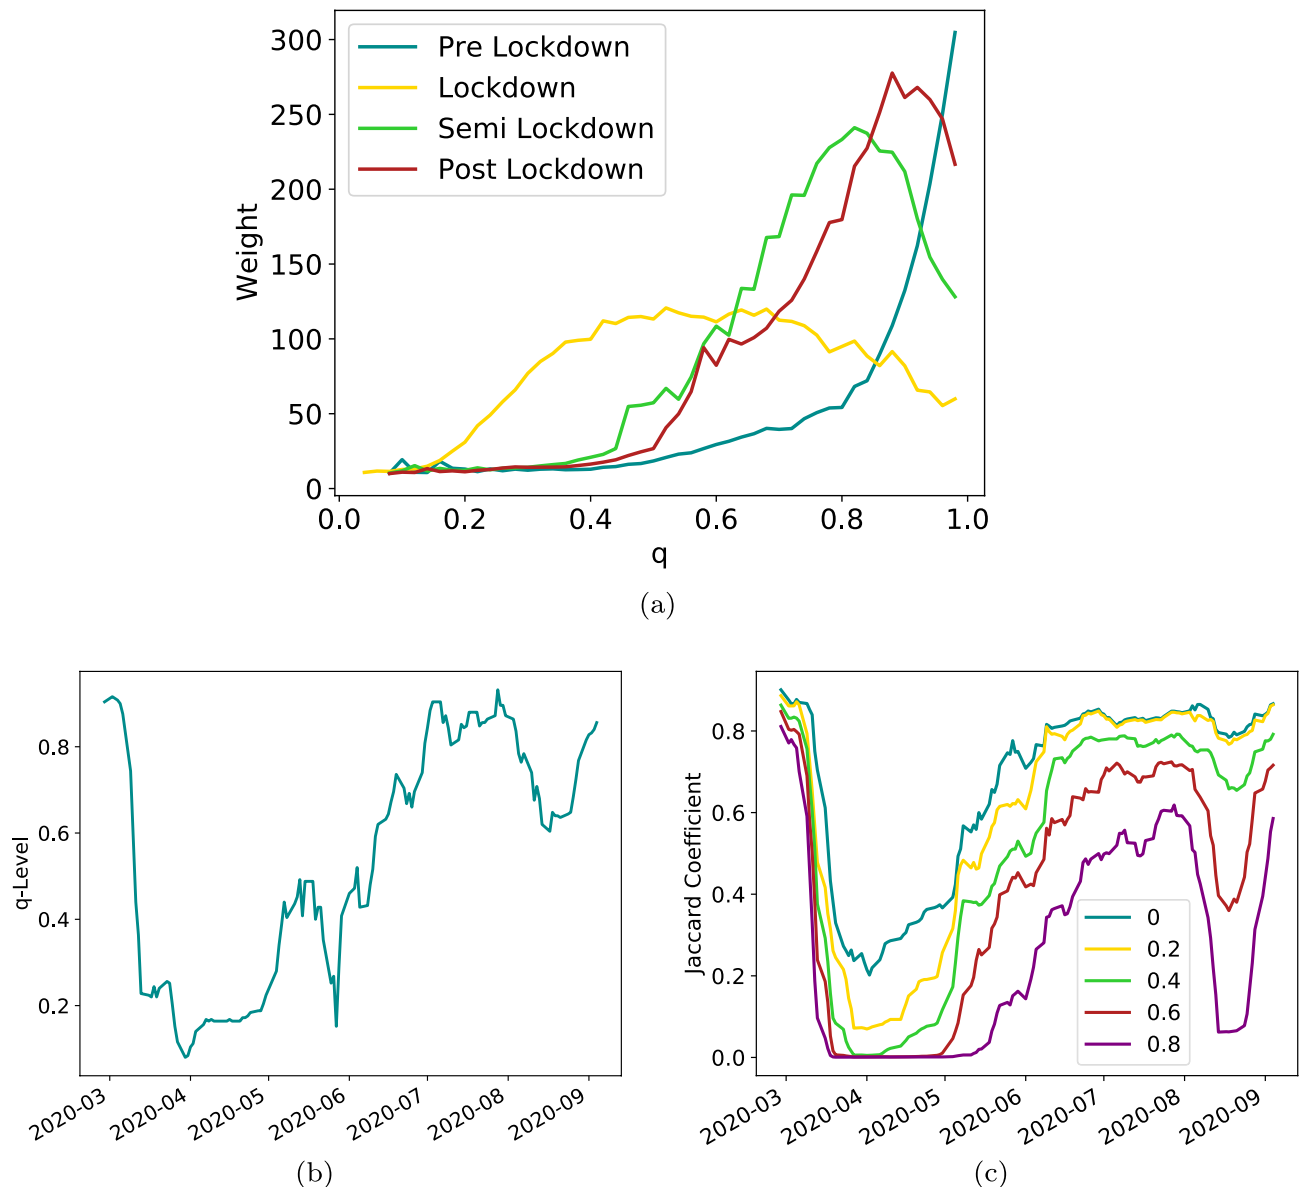 300
250
200
150
100
50
0
Weight
Pre Lockdown
Lockdown
Semi Lockdown
Post Lockdown
0.0 0.2 0.4 0.6 0.8 1.0
q
(a)
0.8
0.6
0.4
0.2
q-Level
2020-03 2020-04 2020-05 2020-06 2020-07 2020-08 2020-09
(b)
0.8
0.6
0.4
0.2
0.0
Jaccard Coefficient
0
0.2
0.4
0.6
0.8
2020-03 2020-04 2020-05 2020-06 2020-07 2020-08 2020-09
(c)